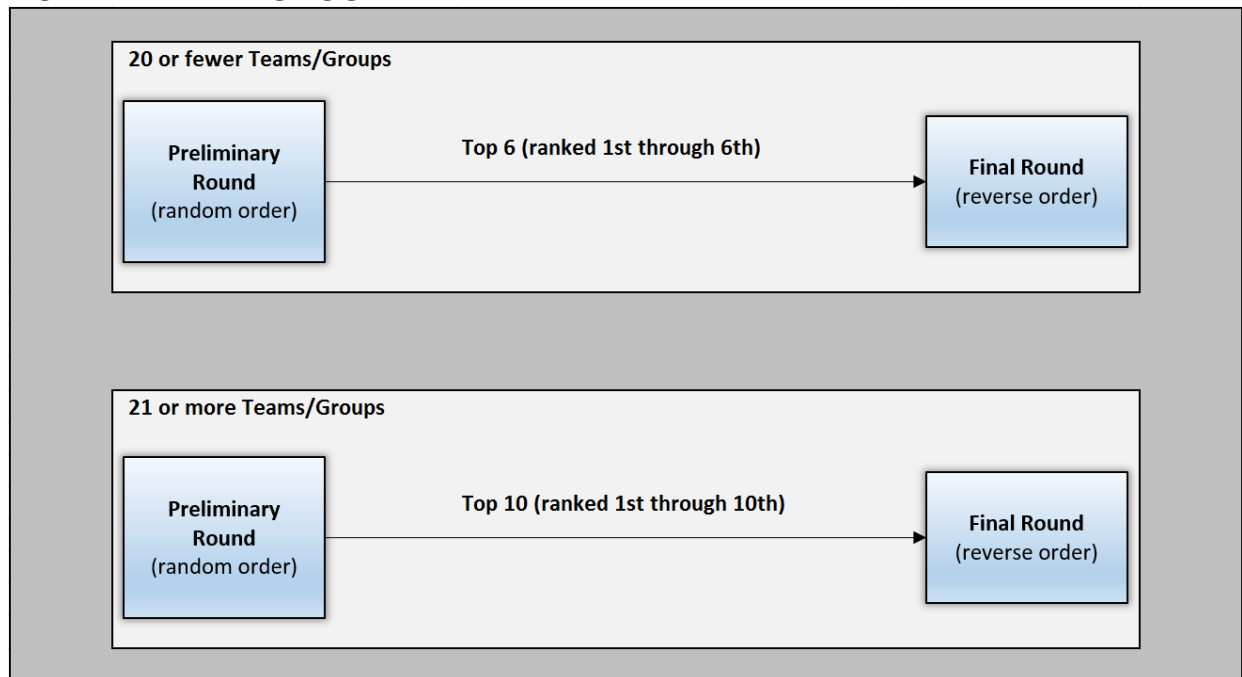 20 or fewer Teams/Groups
Preliminary
Round
(random order)
Top 6 (ranked 1st through 6th)
Final Round
(reverse order)
21 or more Teams/Groups
Preliminary
Round
(random order)
Top 10 (ranked 1st through 10th)
Final Round
(reverse order)